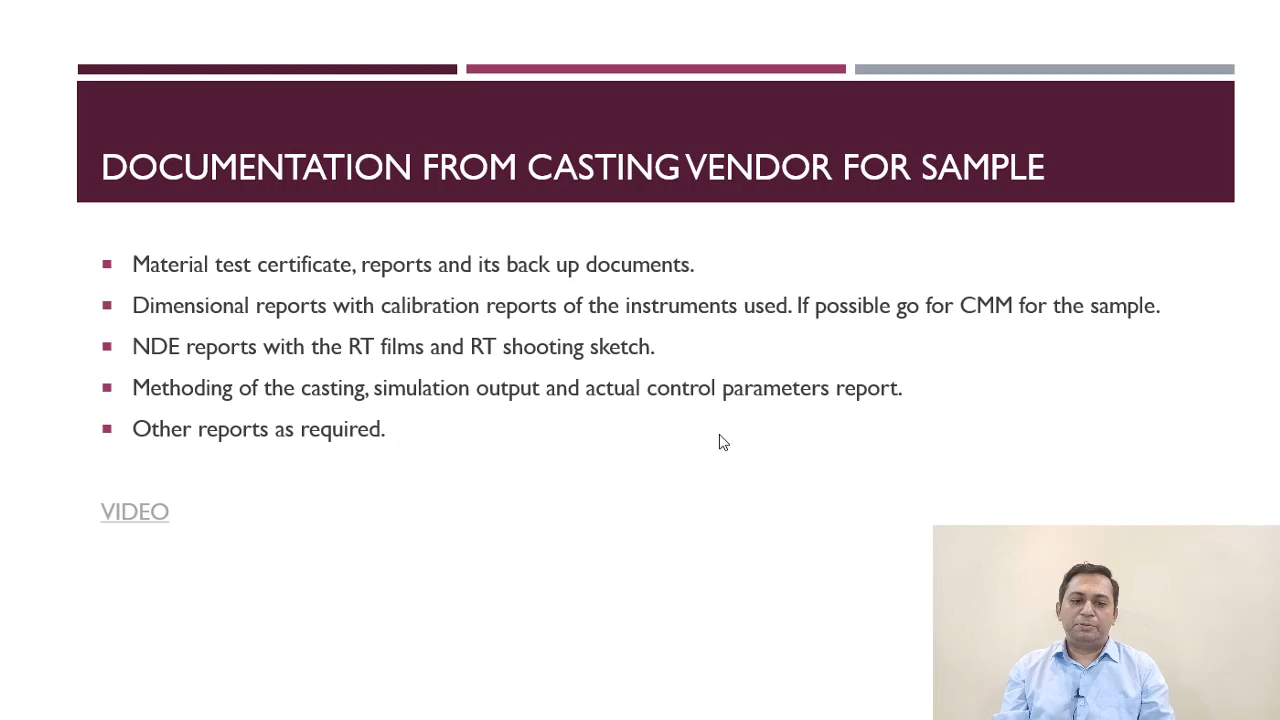 DOCUMENTATION FROM CASTING VENDOR FOR SAMPLE
Material test certificate, reports and its back up documents.
Dimensional reports with calibration reports of the instruments used. If possible go for CMM for the sample.
NDE reports with the RT films and RT shooting sketch.
Methoding of the casting, simulation output and actual control parameters report.
Other reports as required.
VIDEO